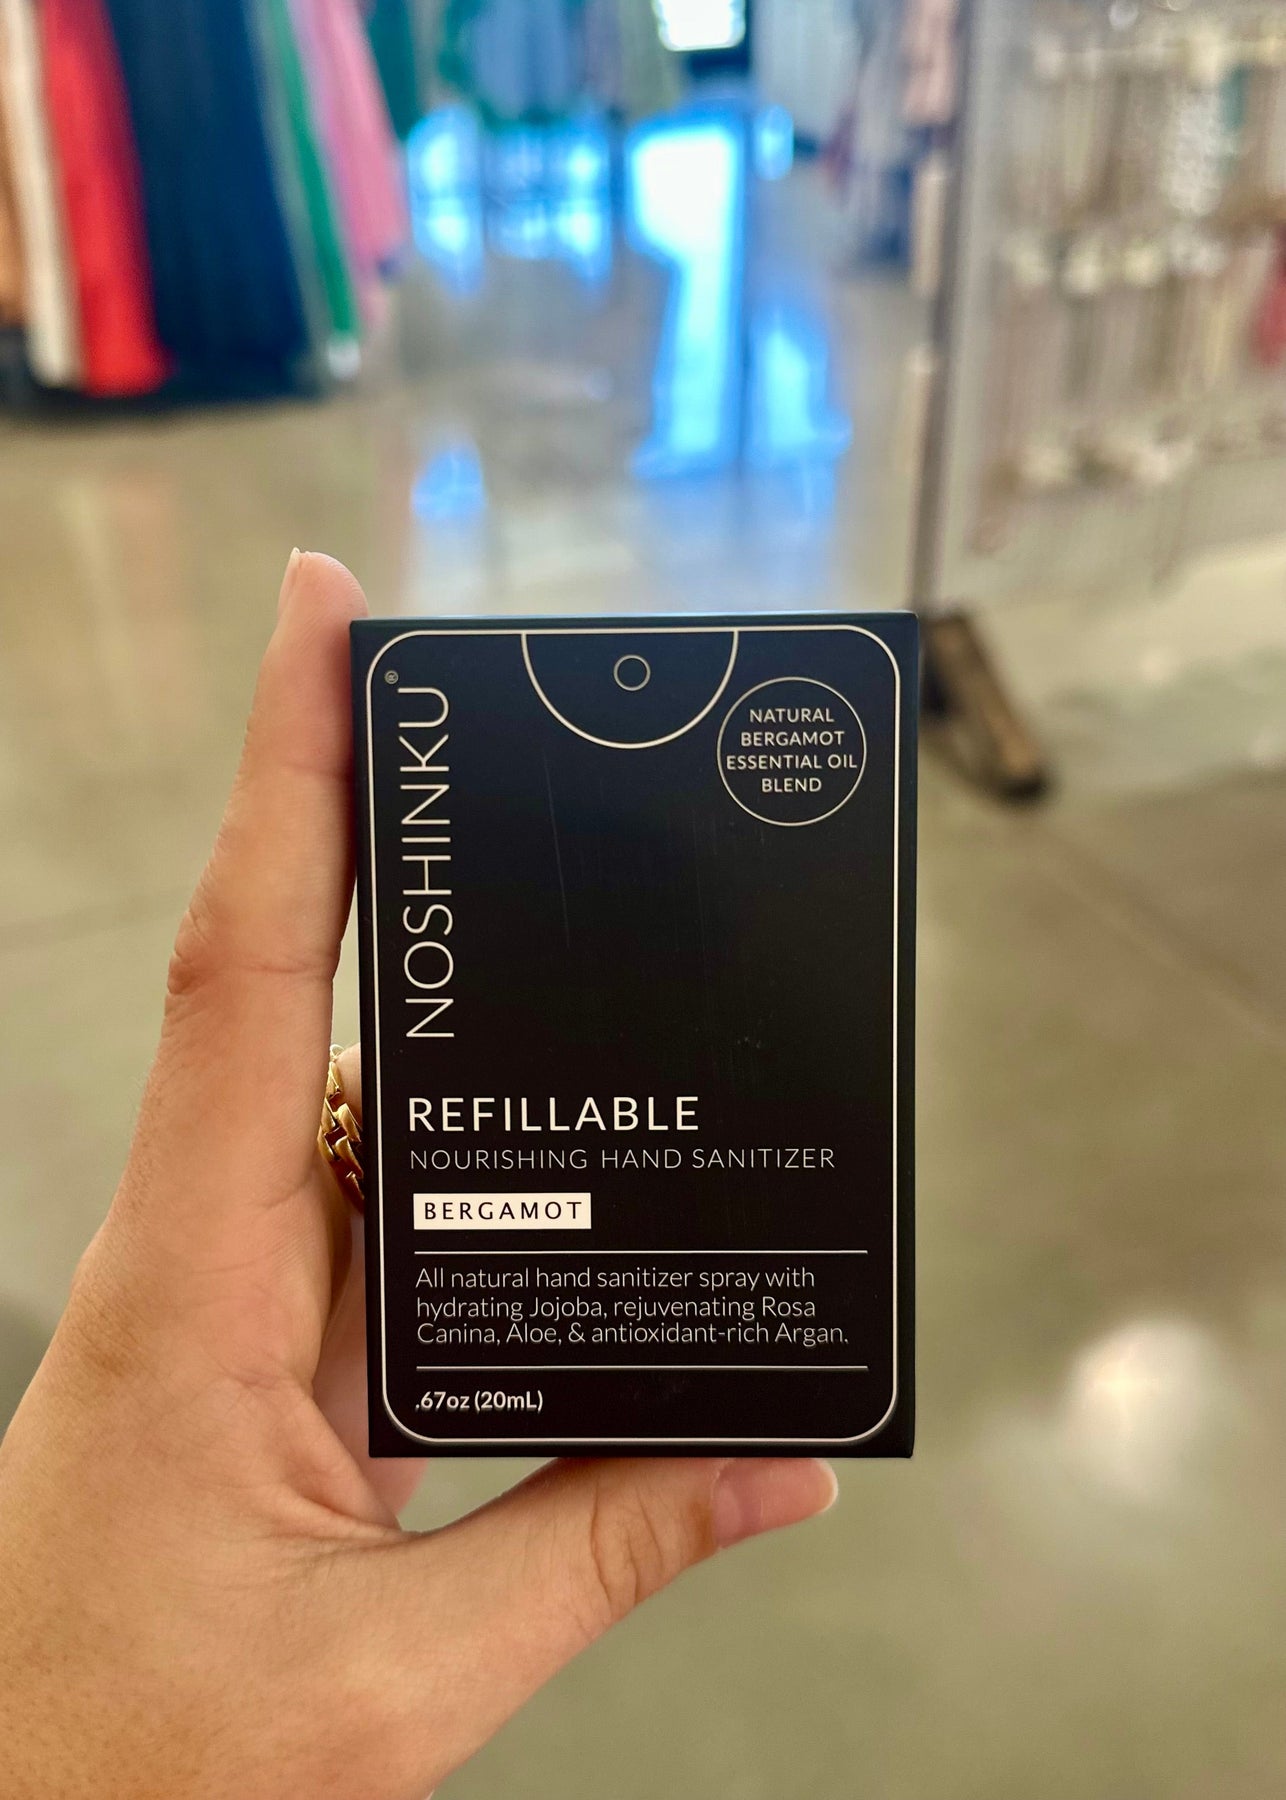 NOSHINKU®
NATURAL
BERGAMOT
ESSENTIAL OIL
BLEND
REFILLABLE
NOURISHING HAND SANITIZER
BERGAMOT
All natural hand sanitizer spray with
hydrating Jojoba, rejuvenating Rosa
Canina, Aloe, & antioxidant-rich Argan.
.67oz (20mL)